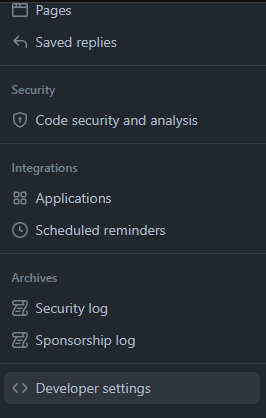 Pages
Saved replies
Security
Code security and analysis
Integrations
Applications
Scheduled reminders
Archives
Security log
Sponsorship log
Developer settings